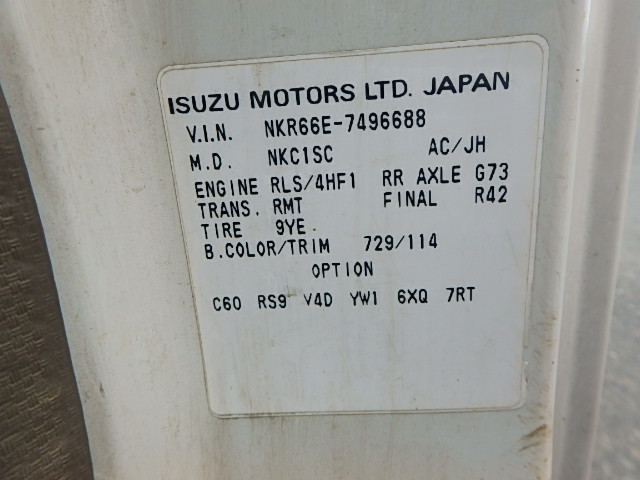 ISUZU MOTORS LTD. JAPAN
V.I.N. NKR66E-7496688
M.D. NKC1SC AC/JH
ENGINE RLS/4HF1 RR AXLE G73
TRANS. RMT FINAL R42
TIRE 9YE
B.COLOR/TRIM 729/114
OPTION
C60 RS9 V4D YW1 6XQ 7RT